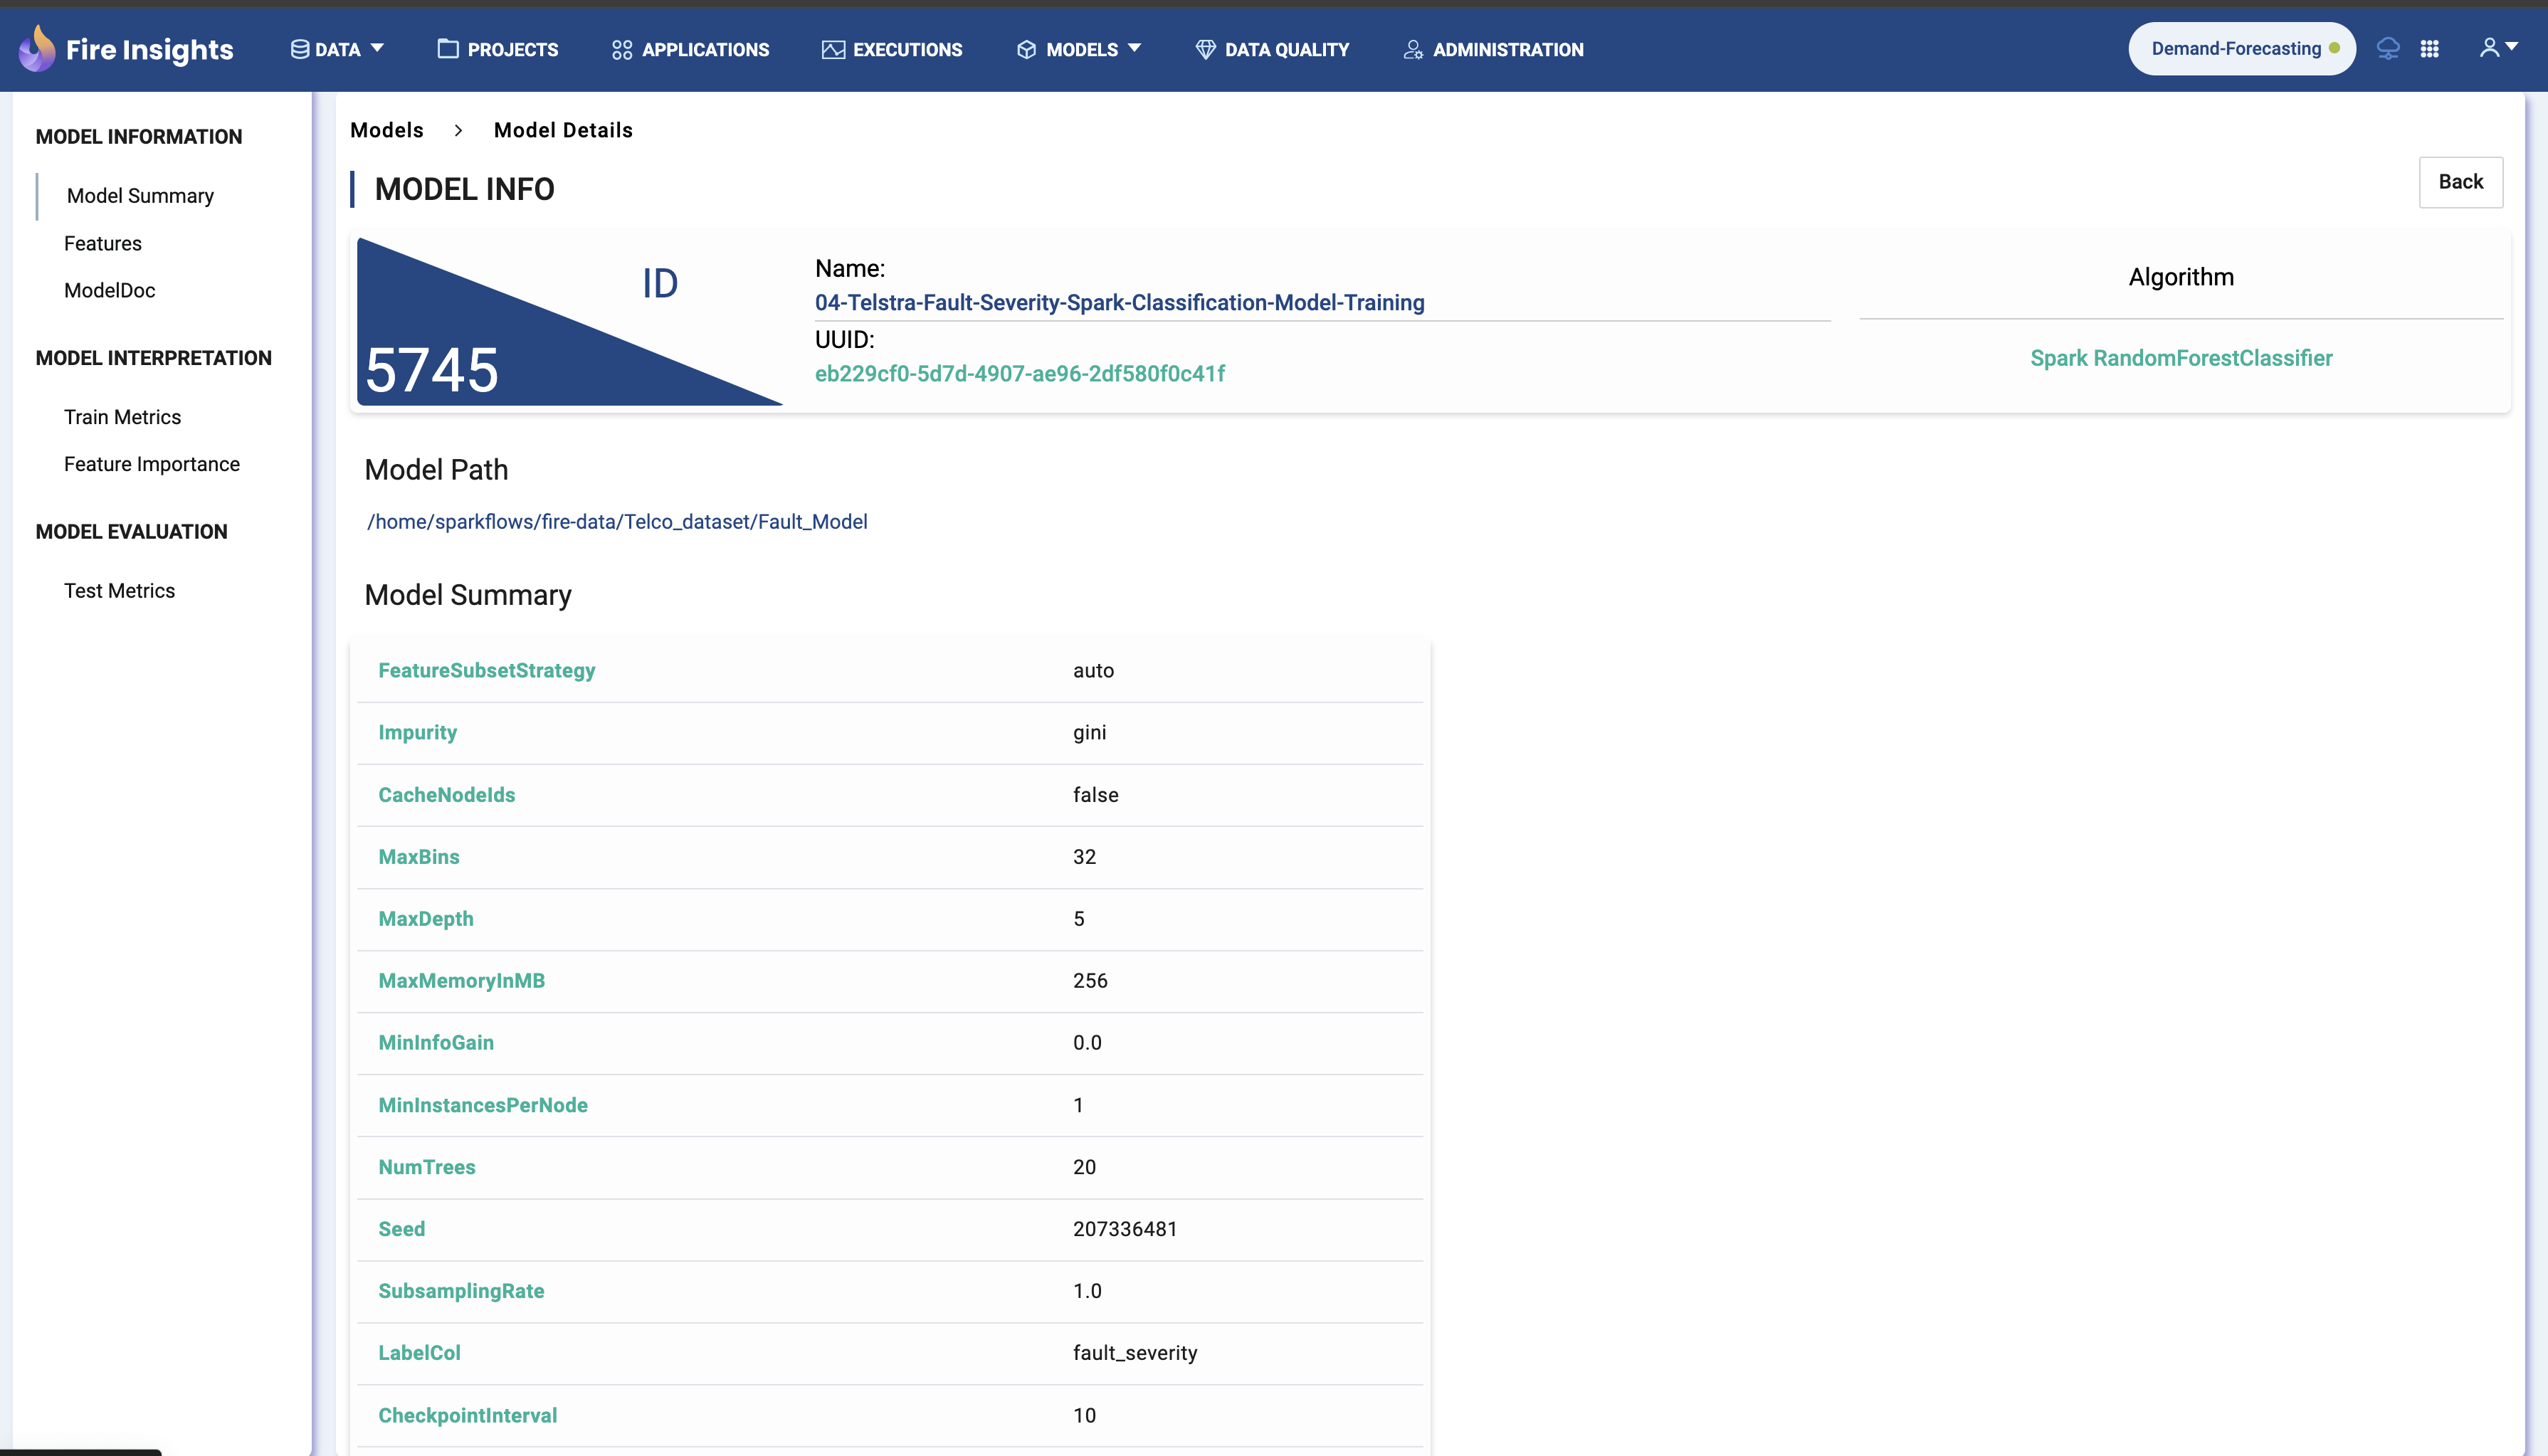 Fire Insights
DATA
PROJECTS
APPLICATIONS
EXECUTIONS
MODELS
DATA QUALITY
ADMINISTRATION
Demand-Forecasting
MODEL INFORMATION
Model Summary
Features
ModelDoc
MODEL INTERPRETATION
Train Metrics
Feature Importance
MODEL EVALUATION
Test Metrics
Models > Model Details
MODEL INFO
Back
ID
5745
Name:
04-Telstra-Fault-Severity-Spark-Classification-Model-Training
UUID:
eb229cf0-5d7d-4907-ae96-2df580f0c41f
Algorithm
Spark RandomForestClassifier
Model Path
/home/sparkflows/fire-data/Telco_dataset/Fault_Model
Model Summary
FeatureSubsetStrategy auto
Impurity gini
CacheNodeIds false
MaxBins 32
MaxDepth 5
MaxMemoryInMB 256
MinInfoGain 0.0
MinInstancesPerNode 1
NumTrees 20
Seed 207336481
SubsamplingRate 1.0
LabelCol fault_severity
CheckpointInterval 10